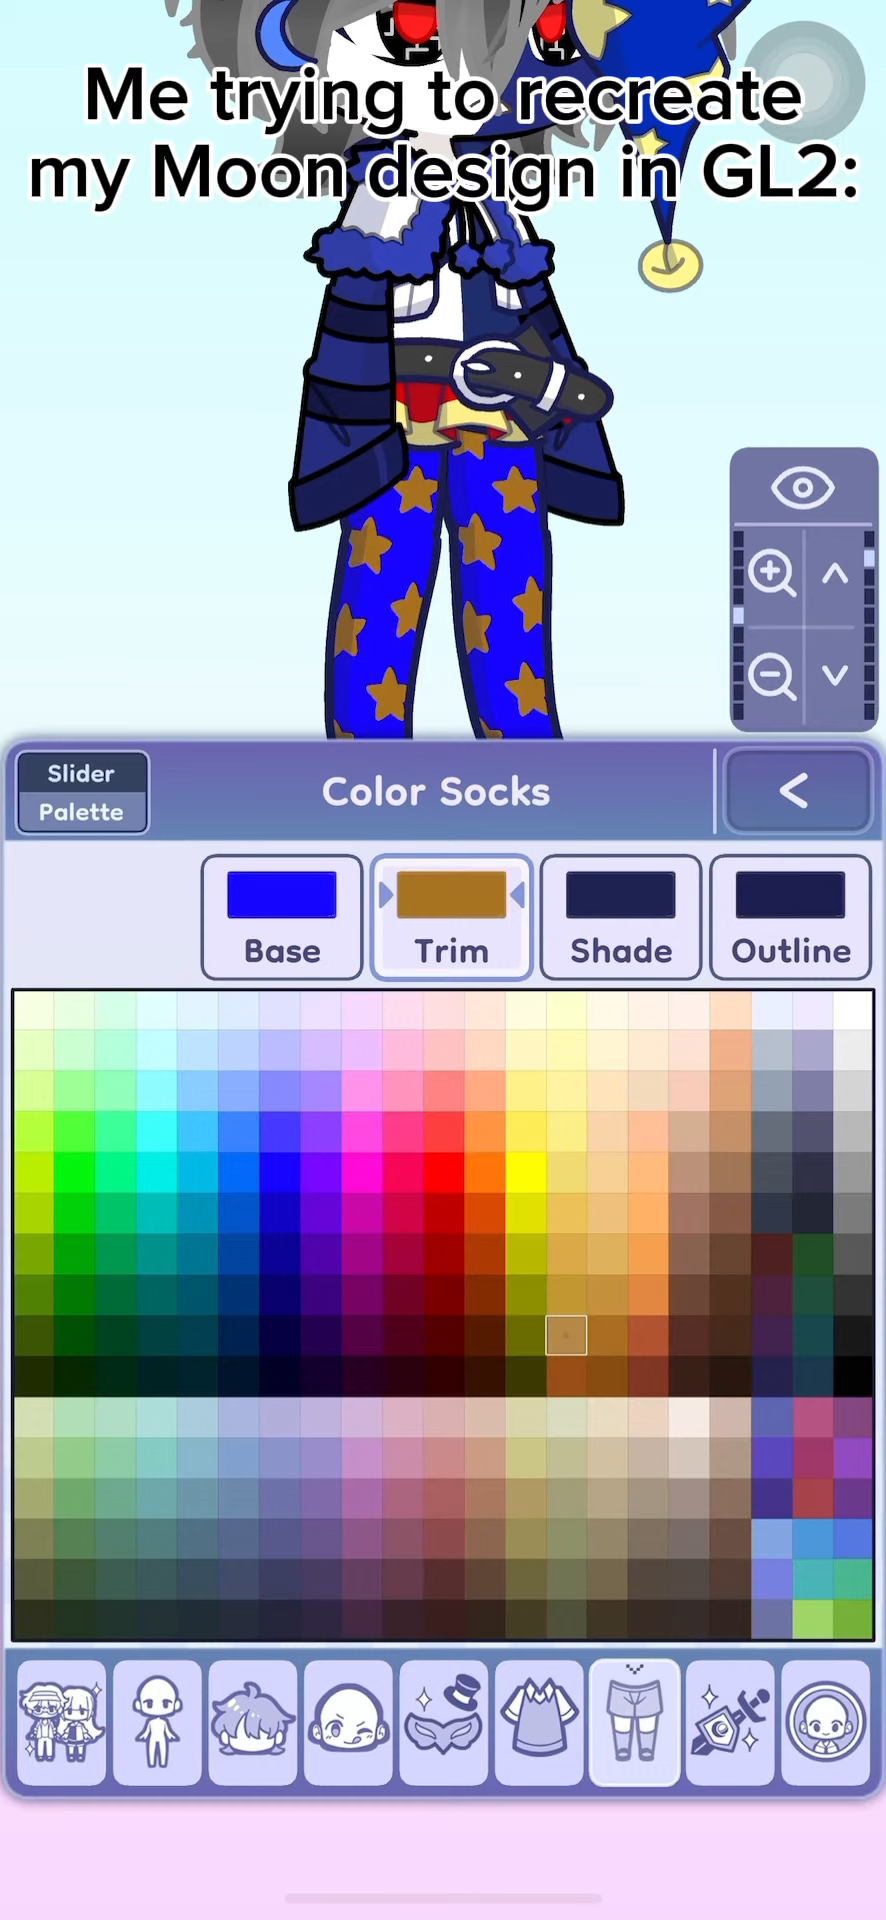 Me trying to recreate
my Moon design in GL2:
Slider
Palette
Color Socks
Base
Trim
Shade
Outline